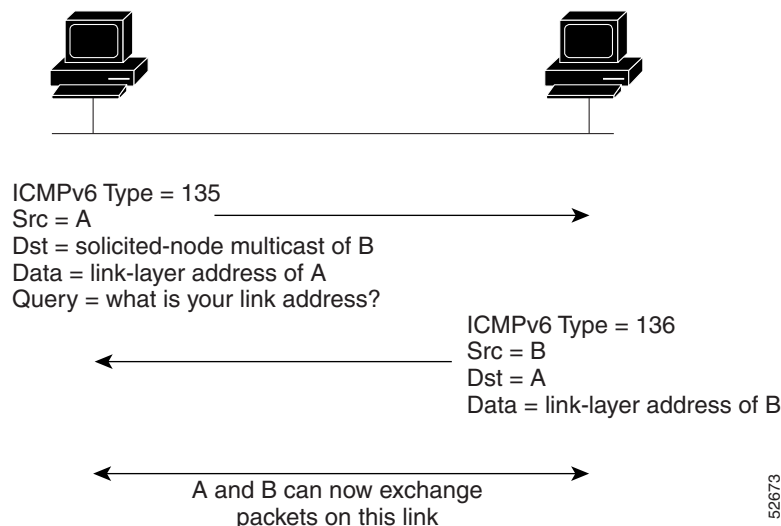 ICMPv6 Type = 135
Src = A
Dst = solicited-node multicast of B
Data = link-layer address of A
Query = what is your link address?
ICMPv6 Type = 136
Src = B
Dst = A
Data = link-layer address of B
A and B can now exchange
packets on this link
52673